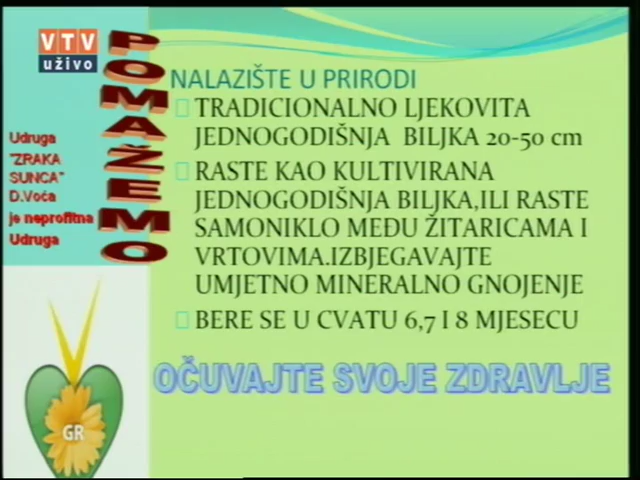 VTV
uživo
POMAŽEMO
Udruga
"ZRAKA
SUNCA"
D.Voća
je neprofitna
Udruga
NALAZIŠTE U PRIRODI
TRADICIONALNO LJEKOVITA
JEDNOGODIŠNJA BILJKA 20-50 cm
RASTE KAO KULTIVIRANA
JEDNOGODIŠNJA BILJKA,ILI RASTE
SAMONIKLO MEĐU ŽITARICAMA I
VRTOVIMA.IZBJEGAVAJTE
UMJETNO MINERALNO GNOJENJE
BERE SE U CVATU 6,7 I 8 MJESECU
OČUVAJTE SVOJE ZDRAVLJE
GR